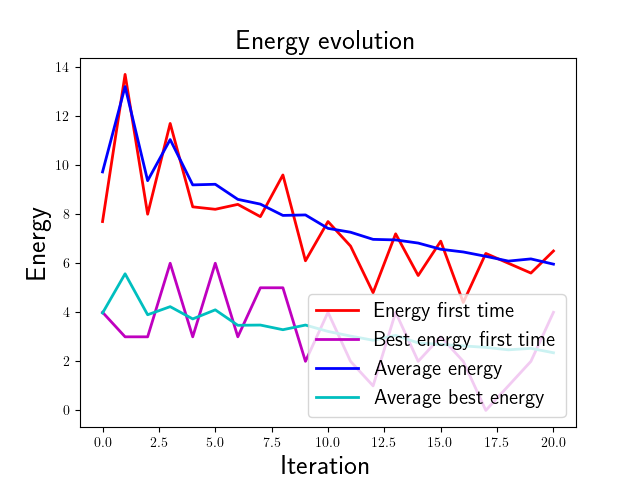 Energy evolution
14
12
10
8
6
4
2
0
Energy
Energy first time
Best energy first time
Average energy
Average best energy
0.0 2.5 5.0 7.5 10.0 12.5 15.0 17.5 20.0
Iteration